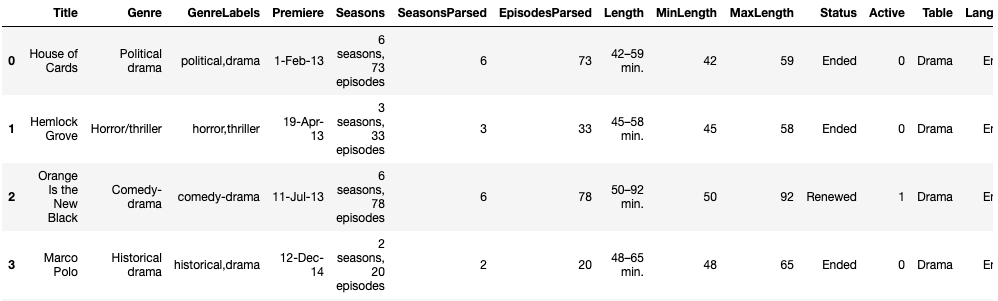 Title Genre GenreLabels Premiere Seasons SeasonsParsed EpisodesParsed Length MinLength MaxLength Status Active Table Lang
0 House of Cards Political drama political,drama 1-Feb-13 6 seasons, 73 episodes 6 73 42–59 min. 42 59 Ended 0 Drama Er
1 Hemlock Grove Horror/thriller horror,thriller 19-Apr-13 3 seasons, 33 episodes 3 33 45–58 min. 45 58 Ended 0 Drama Er
2 Orange Is the New Black Comedy-drama comedy-drama 11-Jul-13 6 seasons, 78 episodes 6 78 50–92 min. 50 92 Renewed 1 Drama Er
3 Marco Polo Historical drama historical,drama 12-Dec-14 2 seasons, 20 episodes 2 20 48–65 min. 48 65 Ended 0 Drama Er